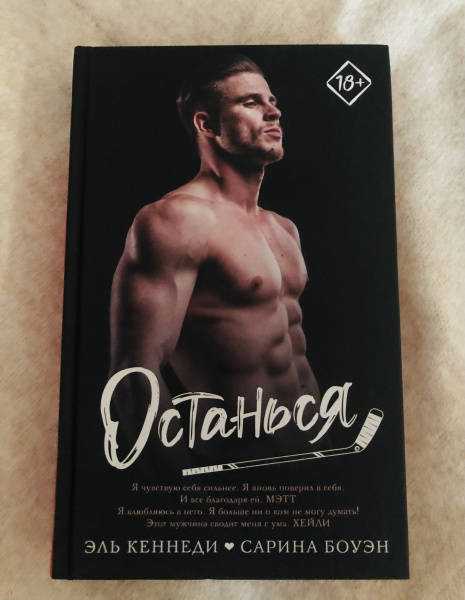 18+
Останься
Я чувствую себя сильнее. Я вновь поверил в себя.
И все благодаря ей. МЭТТ
Я влюбляюсь в него. Я больше ни о ком не могу думать!
Этот мужчина сводит меня с ума. ХЕЙЛИ
ЭЛЬ КЕННЕДИ ♥ САРИНА БОУЭН